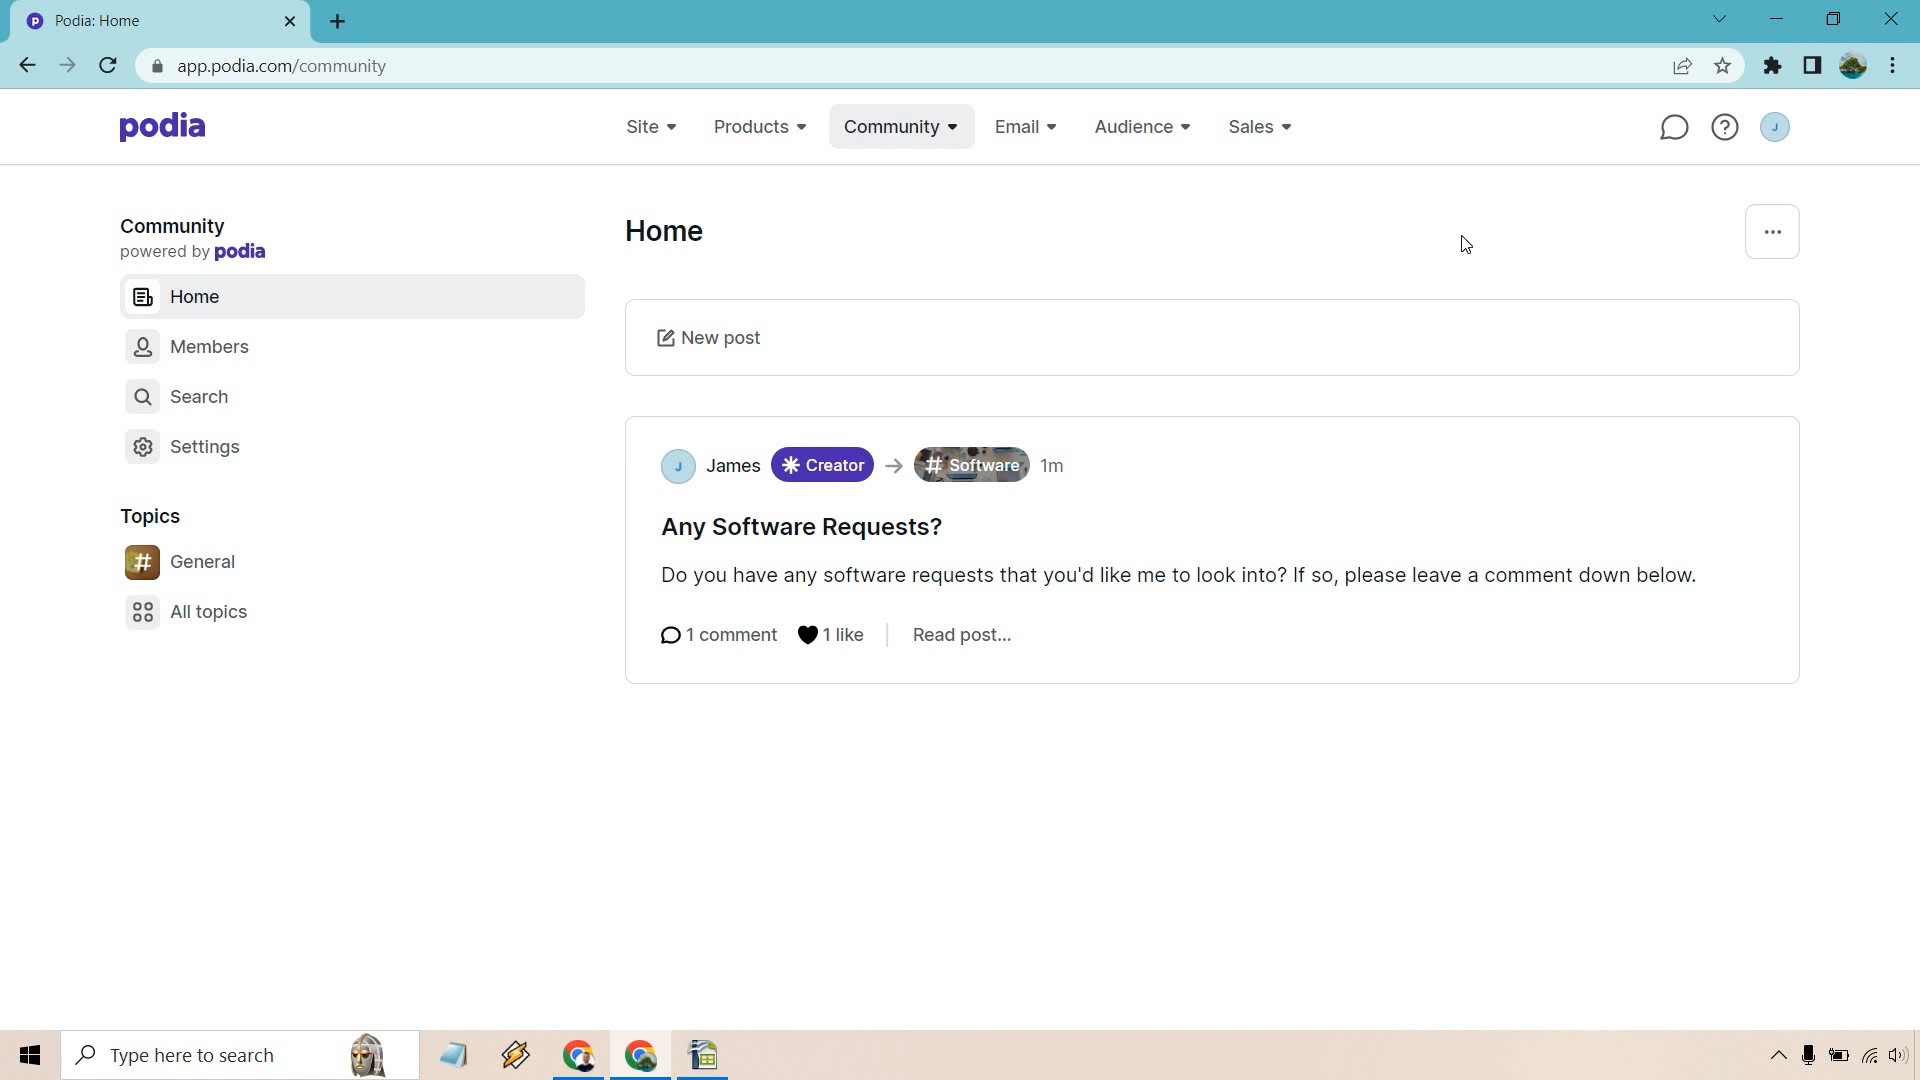 Podia: Home
app.podia.com/community
podia
Site
Products
Community
Email
Audience
Sales
J
Community
powered by podia
Home
Members
Search
Settings
Topics
# General
All topics
Home
...
New post
J James Creator → # Software 1m
Any Software Requests?
Do you have any software requests that you'd like me to look into? If so, please leave a comment down below.
1 comment 1 like Read post...
Type here to search